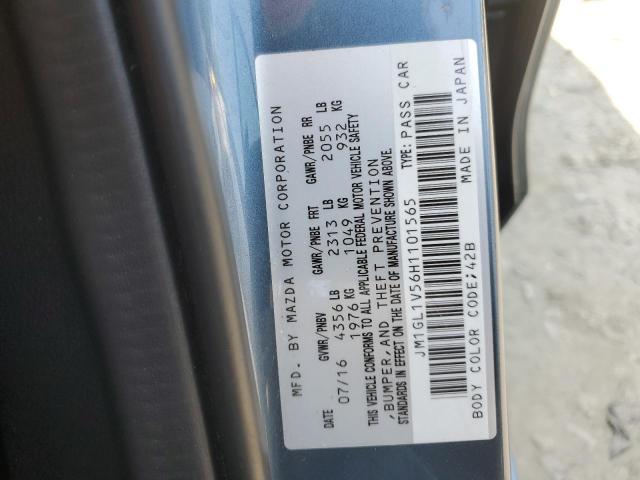 MFD. BY MAZDA MOTOR CORPORATION
DATE GVWR/PNBV GAWR/PNBE FRT GAWR/PNBE RR
07/16 4356 LB 2313 LB 2055 LB
1976 KG 1049 KG 932 KG
THIS VEHICLE CONFORMS TO ALL APPLICABLE FEDERAL MOTOR VEHICLE SAFETY
,BUMPER,AND THEFT PREVENTION
STANDARDS IN EFFECT ON THE DATE OF MANUFACTURE SHOWN ABOVE.
JM1GL1V56H1101565 TYPE: PASS CAR
BODY COLOR CODE;42B MADE IN JAPAN